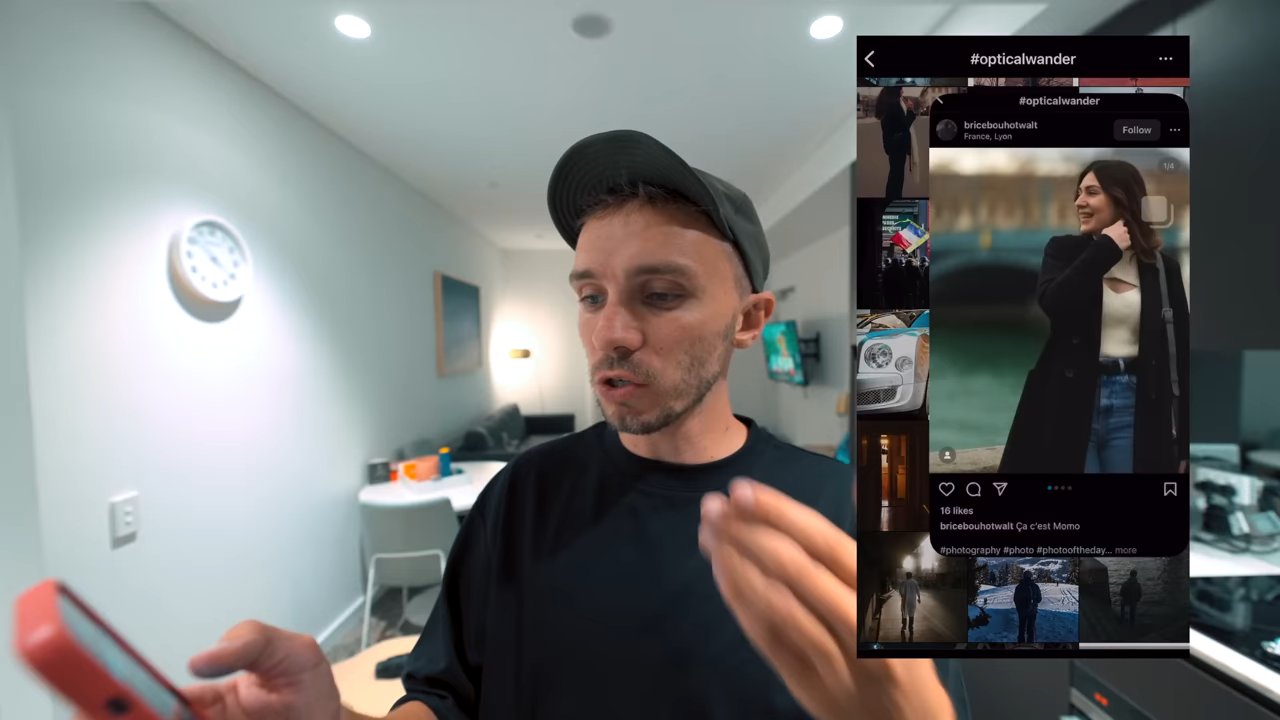 #opticalwander
#opticalwander
bricebouhotwalt
France, Lyon
Follow
1/4
16 likes
bricebouhotwalt Ça c'est Momo
#photography #photo #photooftheday... more